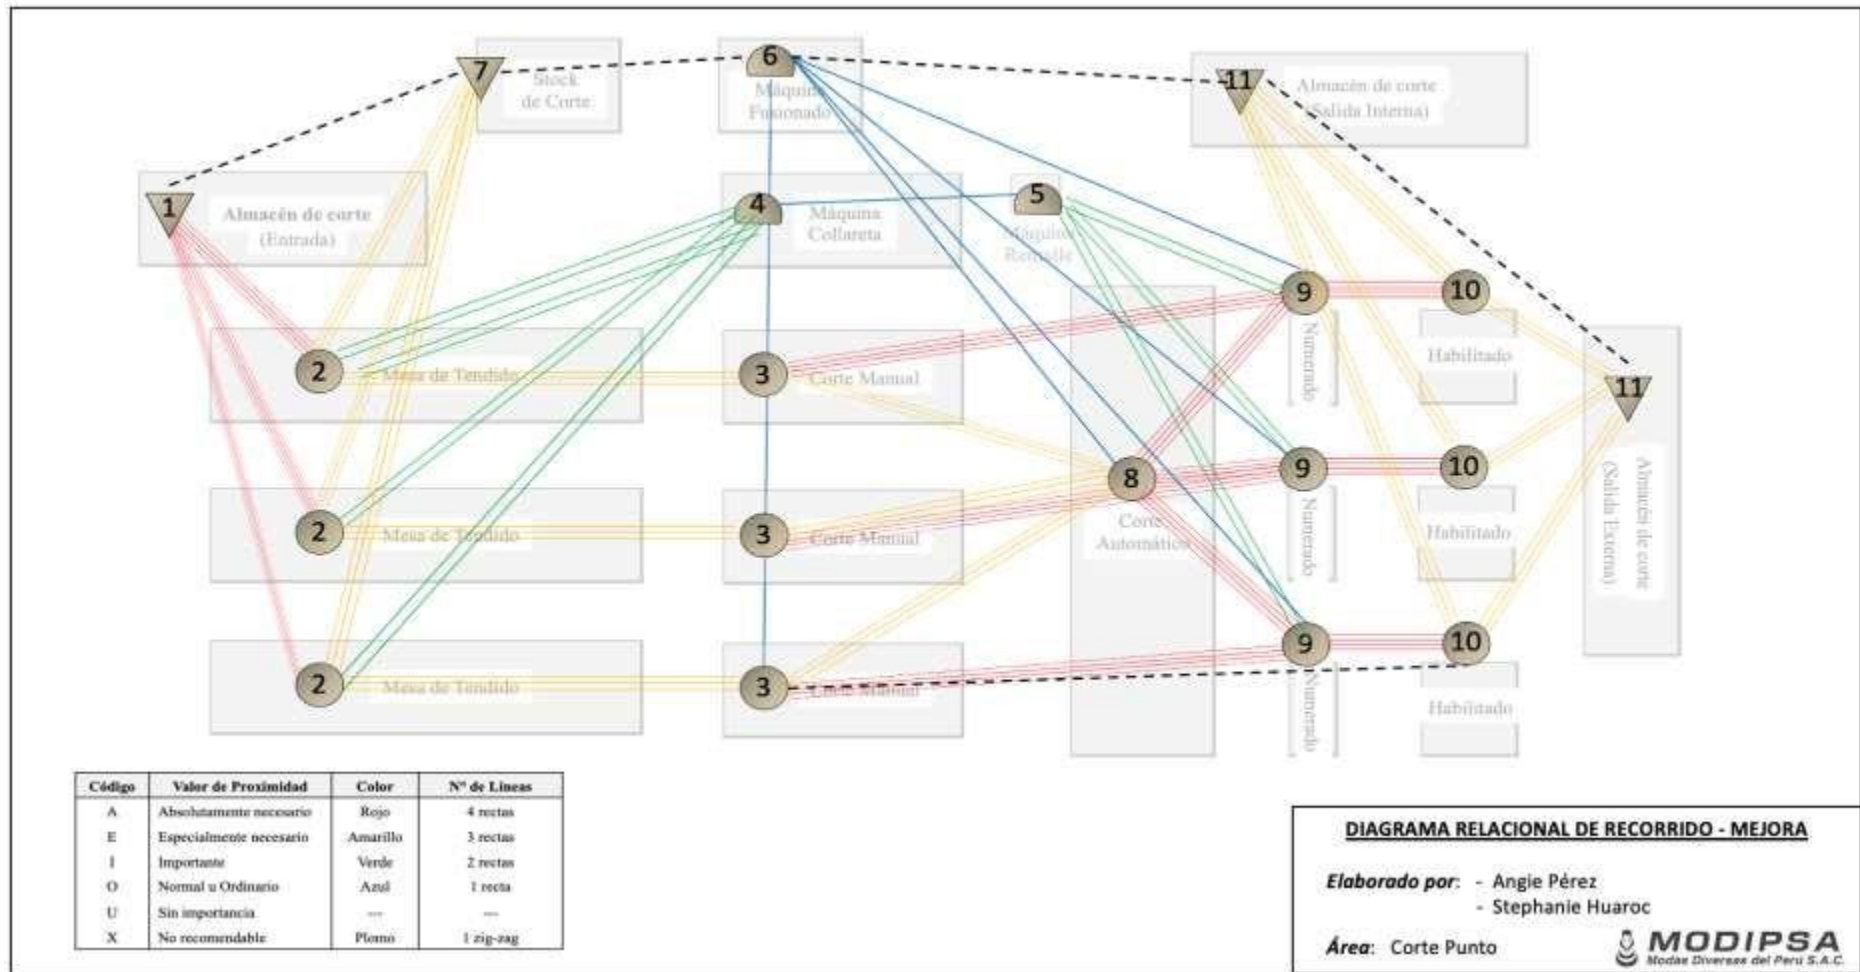 7
Stock
de Corte
6
Máquina
Fusionado
11
Almacén de corte
(Salida Interna)
1
Almacén de corte
(Entrada)
4
Máquina
Collareta
5
Máquina
Remalle
9
10
2
Mesa de Tendido
3
Corte Manual
Numerado
Habilitado
11
Almacén de corte
(Salida Externa)
8
Corte
Automático
9
10
2
Mesa de Tendido
3
Corte Manual
Numerado
Habilitado
9
10
2
Mesa de Tendido
3
Corte Manual
Numerado
Habilitado
Código Valor de Proximidad Color Nº de Líneas
A Absolutamente necesario Rojo 4 rectas
E Especialmente necesario Amarillo 3 rectas
I Importante Verde 2 rectas
O Normal u Ordinario Azul 1 recta
U Sin importancia --- ---
X No recomendable Plomo 1 zig-zag
DIAGRAMA RELACIONAL DE RECORRIDO - MEJORA
Elaborado por: - Angie Pérez
- Stephanie Huaroc
Área: Corte Punto
MODIPSA
Modas Diversas del Perú S.A.C.